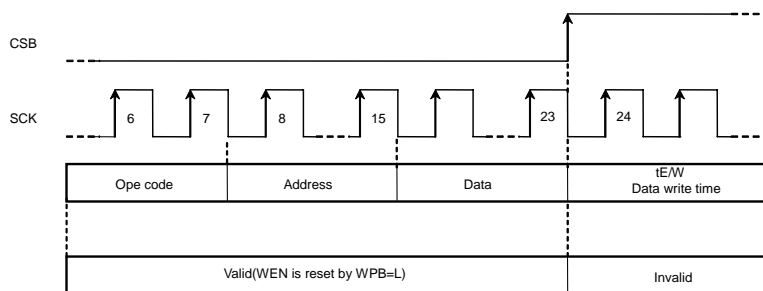 CSB
SCK
6 7 8 15 23 24
Ope code Address Data tE/W
Data write time
Valid(WEN is reset by WPB=L) Invalid